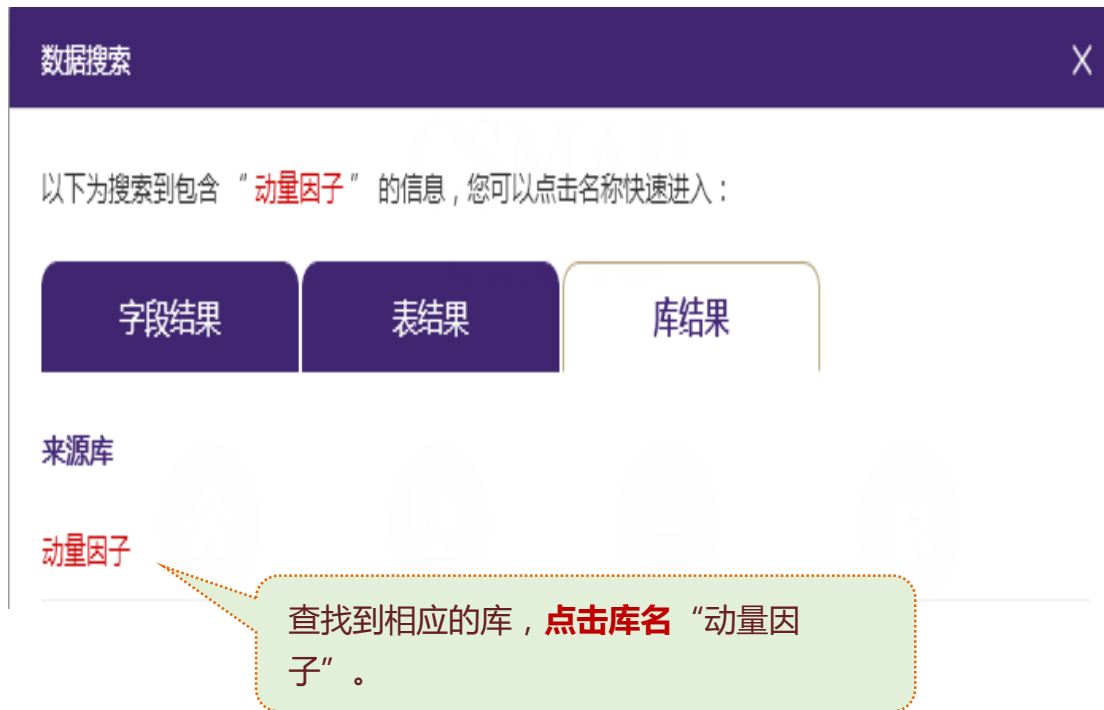 数据搜索 X
以下为搜索到包含 “ 动量因子 ” 的信息，您可以点击名称快速进入：
字段结果 表结果 库结果
来源库
动量因子
查找到相应的库，点击库名“动量因
子”。